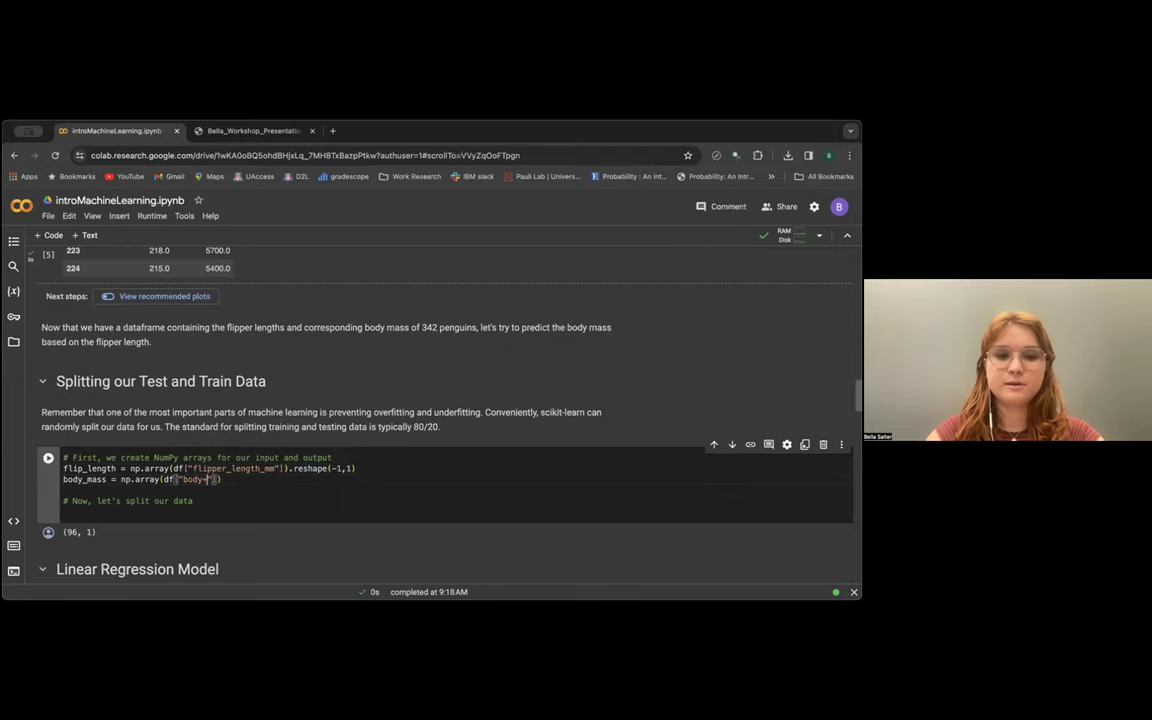 introMachineLearning.ipynb
Bella_Workshop_Presentatio
colab.research.google.com/drive/1wKA0oBQ5ohdBHjxLq_7MH8TxBazpPtkw?authuser=1#scrollTo=VVyZqOoFTpgn
Apps Bookmarks YouTube Gmail Maps UAccess D2L gradescope Work Research IBM slack Pauli Lab | Univers... Probability : An Int... Probability: An Intr... All Bookmarks
introMachineLearning.ipynb
Comment Share B
File Edit View Insert Runtime Tools Help
+ Code + Text
RAM
Disk
[5] 223 218.0 5700.0
0s
224 215.0 5400.0
Next steps: View recommended plots
Now that we have a dataframe containing the flipper lengths and corresponding body mass of 342 penguins, let's try to predict the body mass
based on the flipper length.
Splitting our Test and Train Data
Remember that one of the most important parts of machine learning is preventing overfitting and underfitting. Conveniently, scikit-learn can
randomly split our data for us. The standard for splitting training and testing data is typically 80/20.
# First, we create NumPy arrays for our input and output
flip_length = np.array(df["flipper_length_mm"]).reshape(-1,1)
body_mass = np.array(df["body+"])
# Now, let's split our data
(96, 1)
Linear Regression Model
0s completed at 9:18 AM
Bella Salter